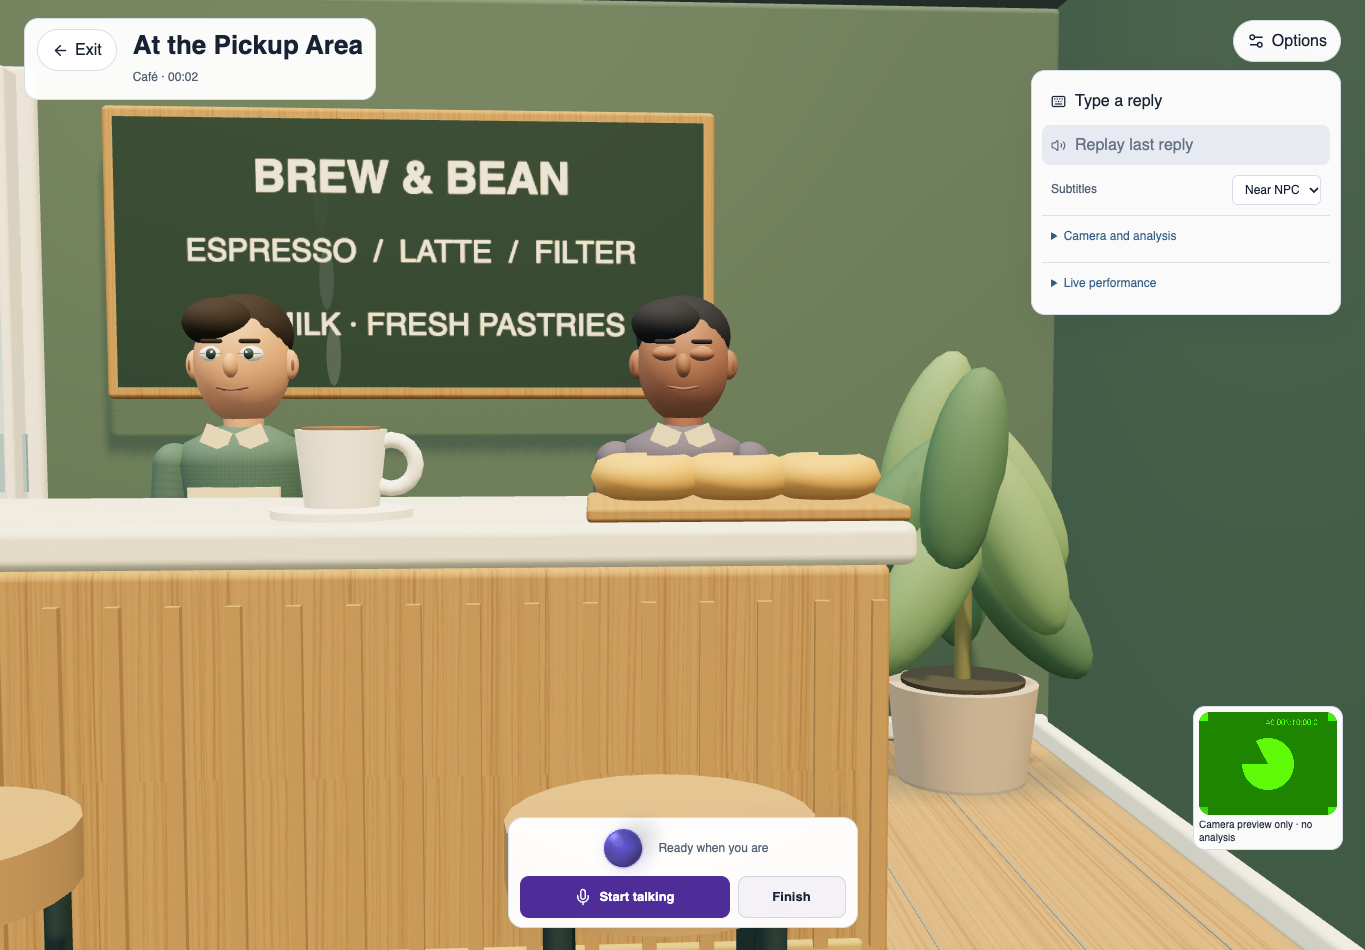 Exit
At the Pickup Area
Café · 00:02
Options
Type a reply
Replay last reply
Subtitles
Near NPC
Camera and analysis
Live performance
BREW & BEAN
ESPRESSO / LATTE / FILTER
· FRESH PASTRIES
Camera preview only · no
analysis
Ready when you are
Start talking
Finish